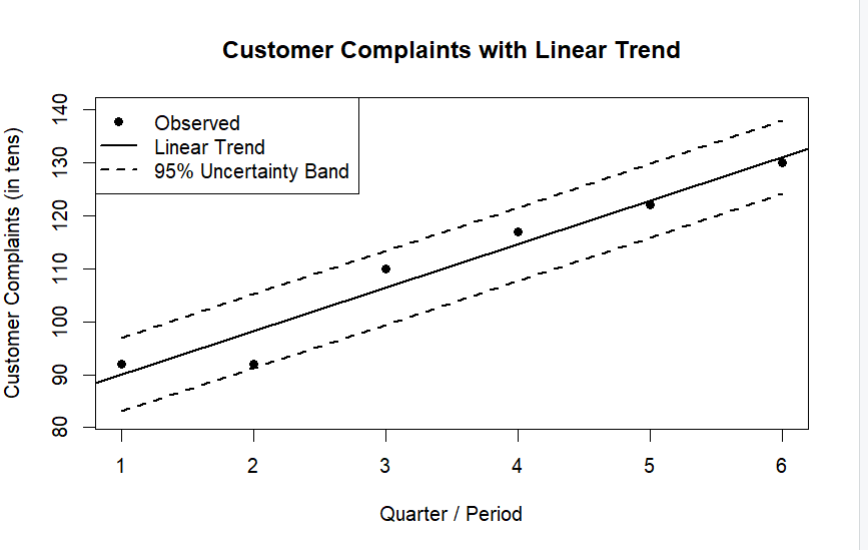 Customer Complaints with Linear Trend
Customer Complaints (in tens)
140
130
120
110
100
90
80
Observed
Linear Trend
95% Uncertainty Band
1 2 3 4 5 6
Quarter / Period